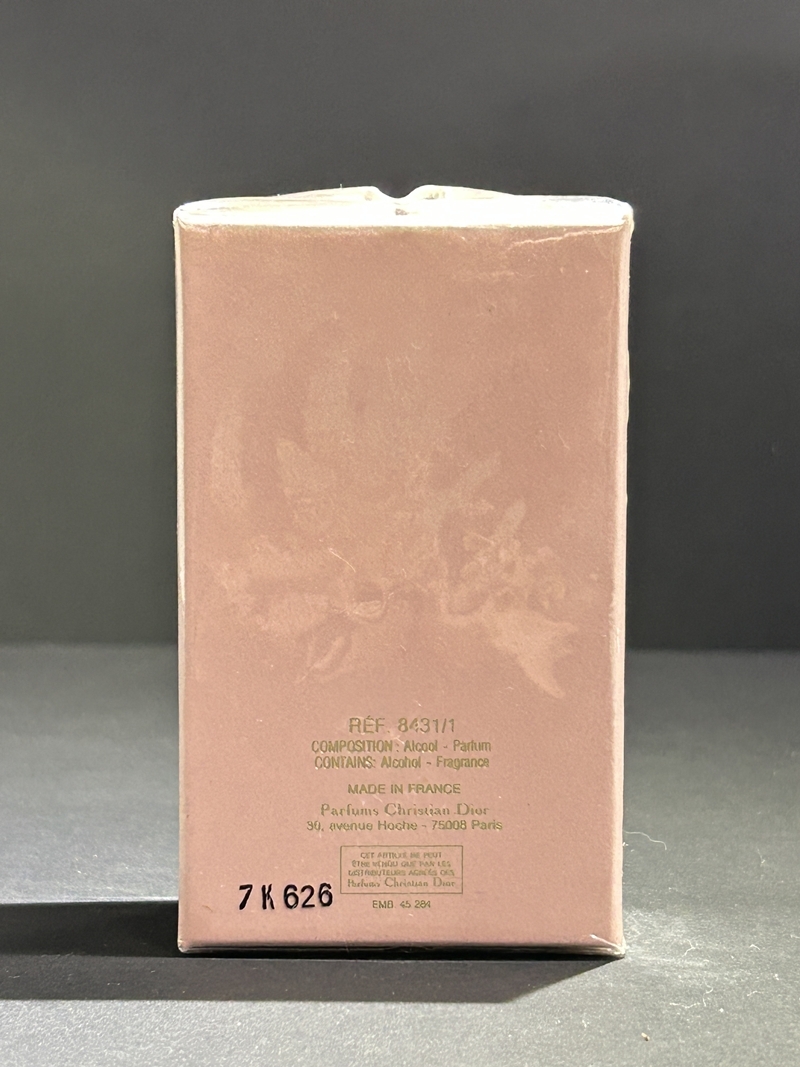 RÉF. 8431/1
COMPOSITION: Alcool - Parfum
CONTAINS: Alcohol - Fragrance
MADE IN FRANCE
Parfums Christian Dior
30, avenue Hoche - 75008 Paris
CET ARTICLE NE PEUT
ÊTRE VENDU QUE PAR LES
DISTRIBUTEURS AGRÉÉS DES
Parfums Christian Dior
7K626
EMB 45 284